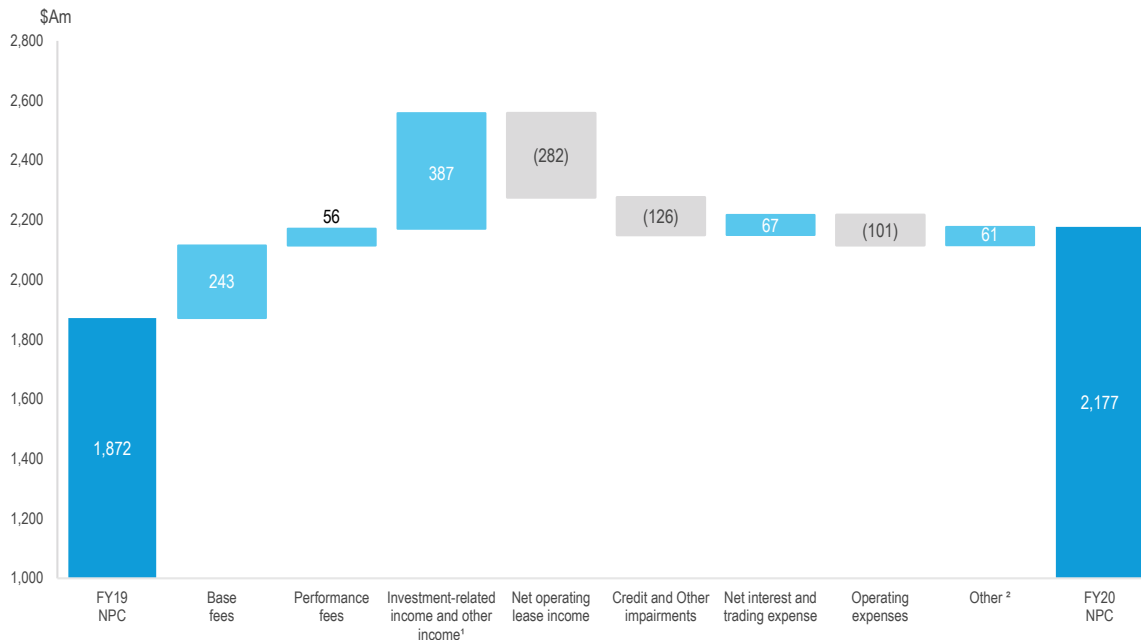 $Am
2,800
2,600
2,400
2,200
2,000
1,800
1,600
1,400
1,200
1,000
1,872
243
56
387
(282)
(126)
67
(101)
61
2,177
FY19
NPC
Base
fees
Performance
fees
Investment-related
income and other
income¹
Net operating
lease income
Credit and Other
impairments
Net interest and
trading expense
Operating
expenses
Other ²
FY20
NPC